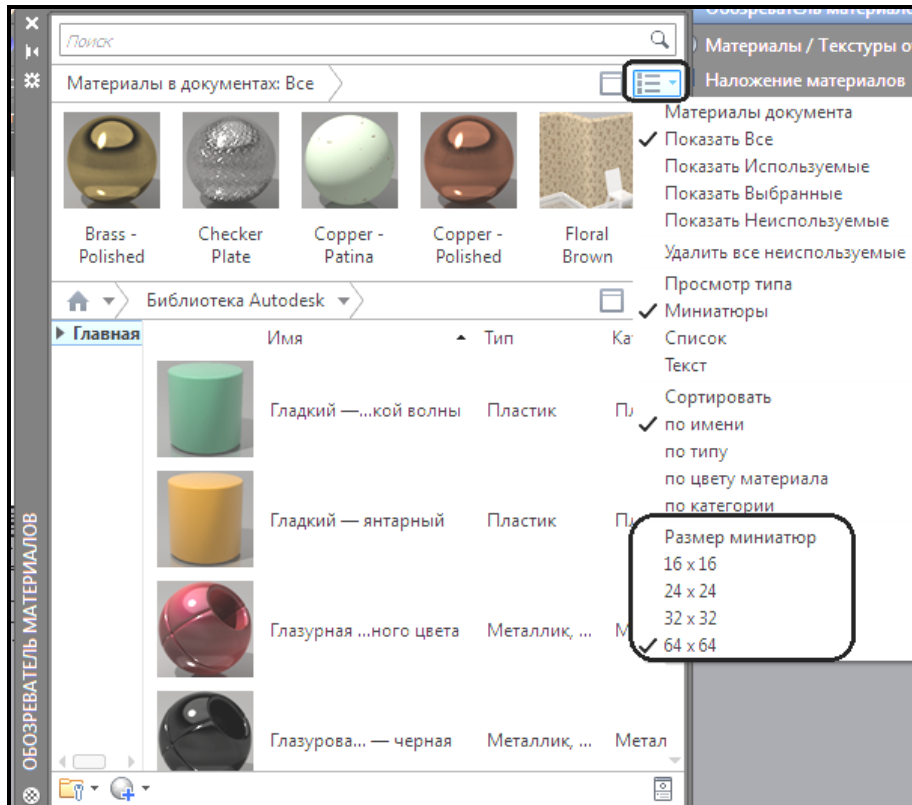 Поиск
Материалы / Текстуры
Материалы в документах: Все
Наложение материалов
Brass - Polished
Checker Plate
Copper - Patina
Copper - Polished
Floral Brown
Библиотека Autodesk
Главная
Имя
Тип
Гладкий —...кой волны
Пластик
Гладкий — янтарный
Пластик
Глазурная ...ного цвета
Металлик, ...
Глазурова... — черная
Металлик, ...
Метал
Материалы документа
Показать Все
Показать Используемые
Показать Выбранные
Показать Неиспользуемые
Удалить все неиспользуемые
Просмотр типа
Миниатюры
Список
Текст
Сортировать
по имени
по типу
по цвету материала
по категории
Размер миниатюр
16 x 16
24 x 24
32 x 32
64 x 64
ОБОЗРЕВАТЕЛЬ МАТЕРИАЛОВ